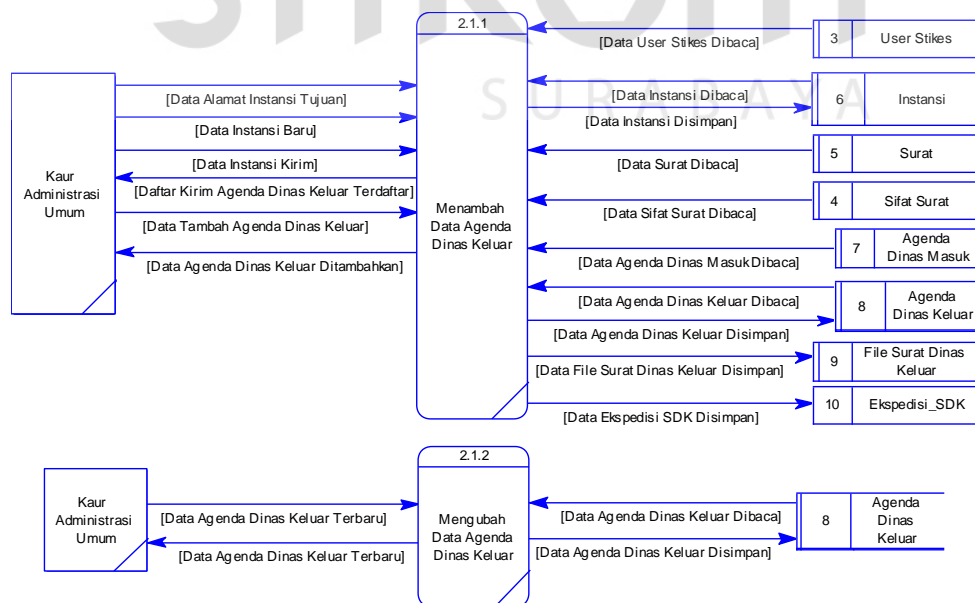 STIKOM
SURABAYA
2.1.1
Menambah
Data Agenda
Dinas Keluar
Kaur
Administrasi
Umum
[Data Alamat Instansi Tujuan]
[Data Instansi Baru]
[Data Instansi Kirim]
[Daftar Kirim Agenda Dinas Keluar Terdaftar]
[Data Tambah Agenda Dinas Keluar]
[Data Agenda Dinas Keluar Ditambahkan]
[Data User Stikes Dibaca]
3 User Stikes
[Data Instansi Dibaca]
[Data Instansi Disimpan]
6 Instansi
[Data Surat Dibaca]
5 Surat
[Data Sifat Surat Dibaca]
4 Sifat Surat
[Data Agenda Dinas Masuk Dibaca]
7 Agenda
Dinas Masuk
[Data Agenda Dinas Keluar Dibaca]
[Data Agenda Dinas Keluar Disimpan]
8 Agenda
Dinas Keluar
[Data File Surat Dinas Keluar Disimpan]
9 File Surat Dinas
Keluar
[Data Ekspedisi SDK Disimpan]
10 Ekspedisi_SDK
2.1.2
Mengubah
Data Agenda
Dinas Keluar
Kaur
Administrasi
Umum
[Data Agenda Dinas Keluar Terbaru]
[Data Agenda Dinas Keluar Terbaru]
[Data Agenda Dinas Keluar Dibaca]
[Data Agenda Dinas Keluar Disimpan]
8 Agenda
Dinas
Keluar